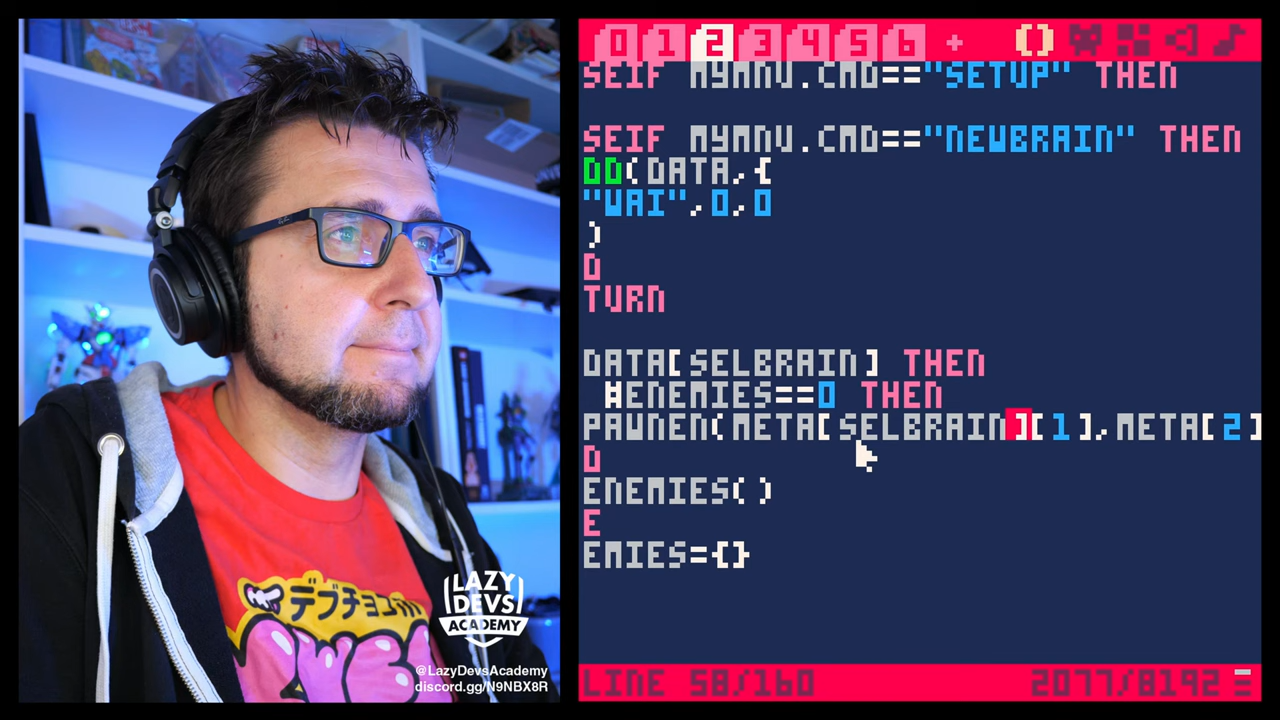 0 1 2 3 4 5 6 +
SEIF MYMNU.CMD=="SETUP" THEN
SEIF MYMNU.CMD=="NEWBRAIN" THEN
DD(DATA,{
"WAI",0,0
)
D
TURN
DATA[SELBRAIN] THEN
#ENEMIES==0 THEN
PAWNEN(META[SELBRAIN][1],META[2]
D
ENEMIES()
E
EMIES={}
LINE 58/160
2077/8192
デブチョコ
LAZY
DEVS
ACADEMY
@LazyDevsAcademy
discord.gg/N9NBX8R